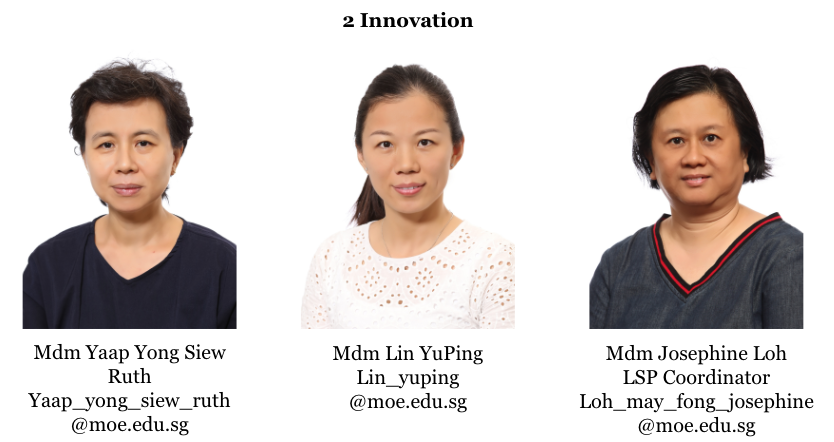 2 Innovation
Mdm Yaap Yong Siew
Ruth
Yaap_yong_siew_ruth
@moe.edu.sg
Mdm Lin YuPing
Lin_yuping
@moe.edu.sg
Mdm Josephine Loh
LSP Coordinator
Loh_may_fong_josephine
@moe.edu.sg